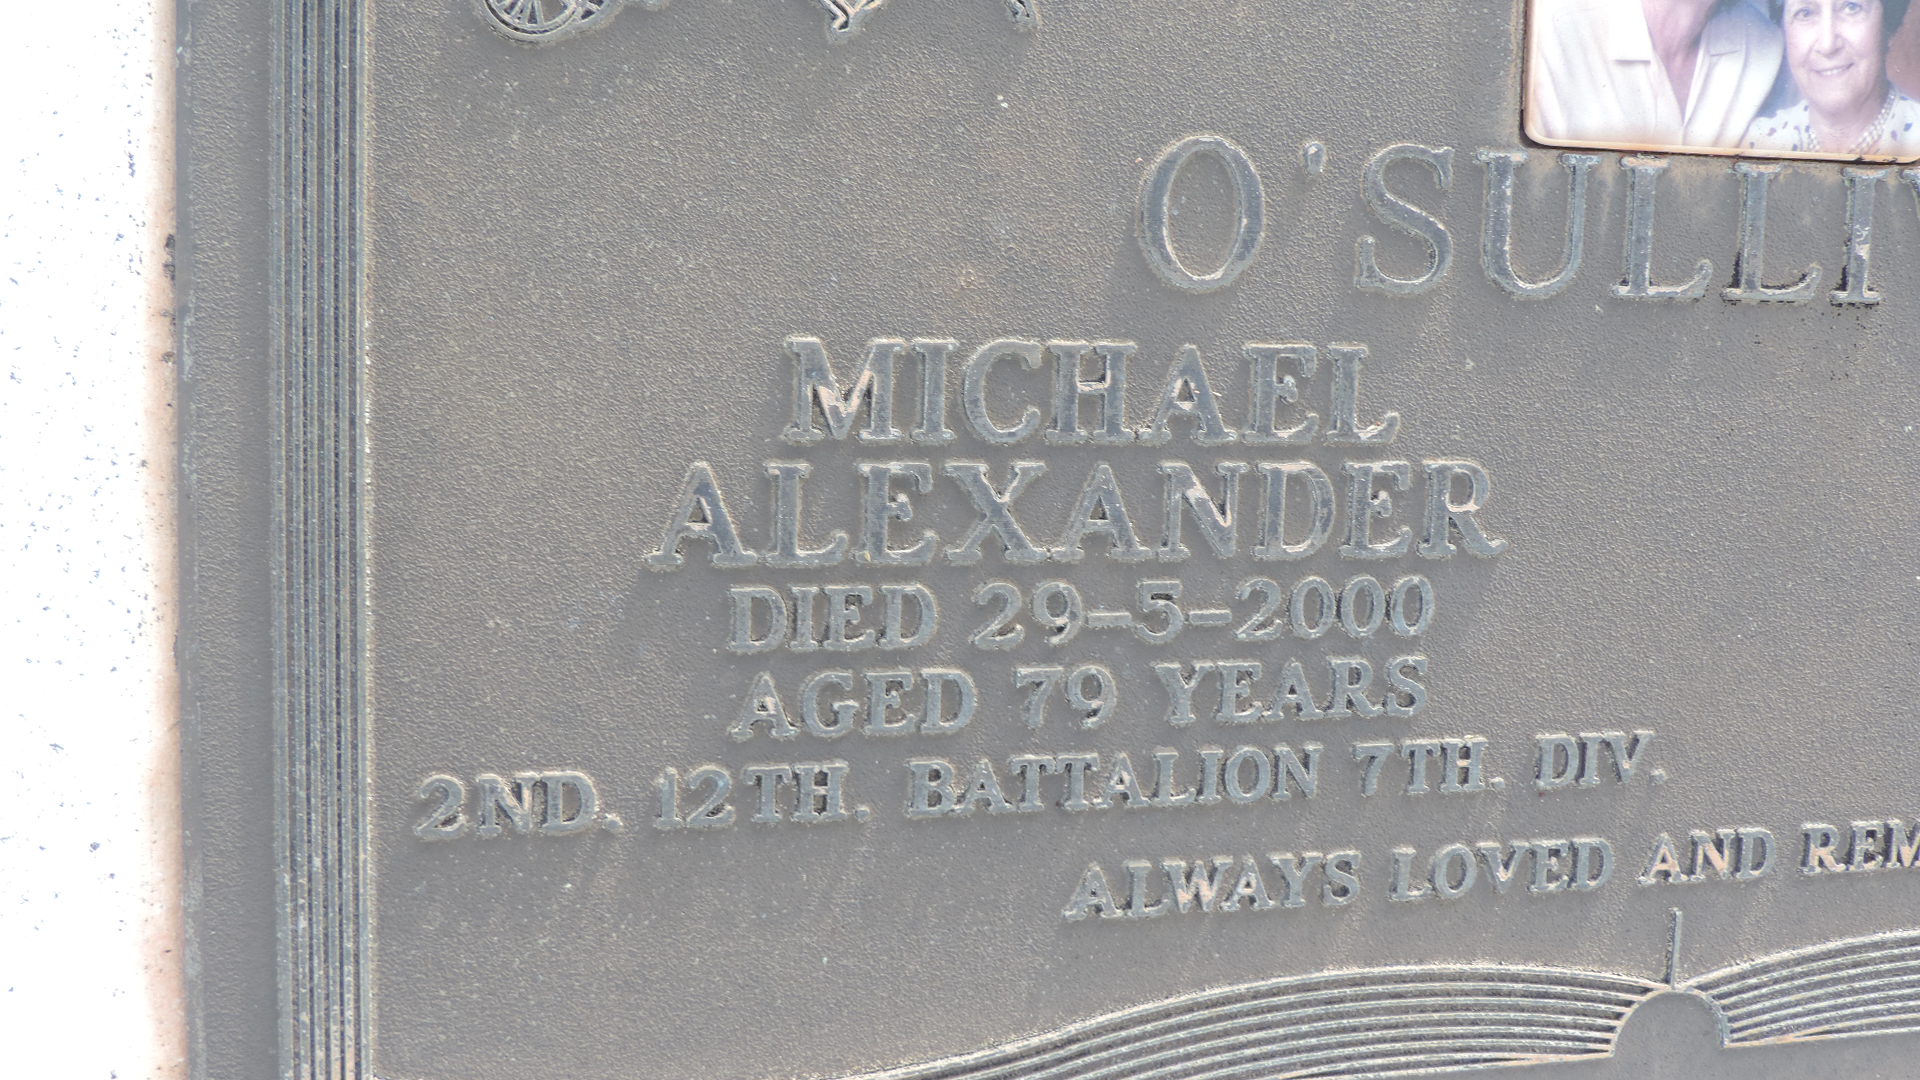 O'SULLI
MICHAEL
ALEXANDER
DIED 29-5-2000
AGED 79 YEARS
2ND. 12TH. BATTALION 7TH. DIV.
ALWAYS LOVED AND REM